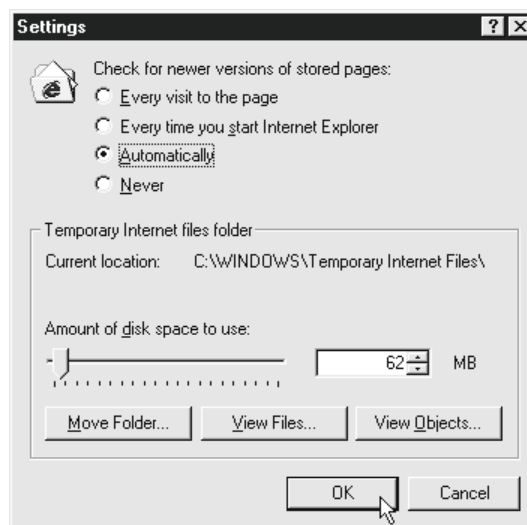 Settings
Check for newer versions of stored pages:
Every visit to the page
Every time you start Internet Explorer
Automatically
Never
Temporary Internet files folder
Current location: C:\WINDOWS\Temporary Internet Files\
Amount of disk space to use:
62 MB
Move Folder... View Files... View Objects...
OK Cancel